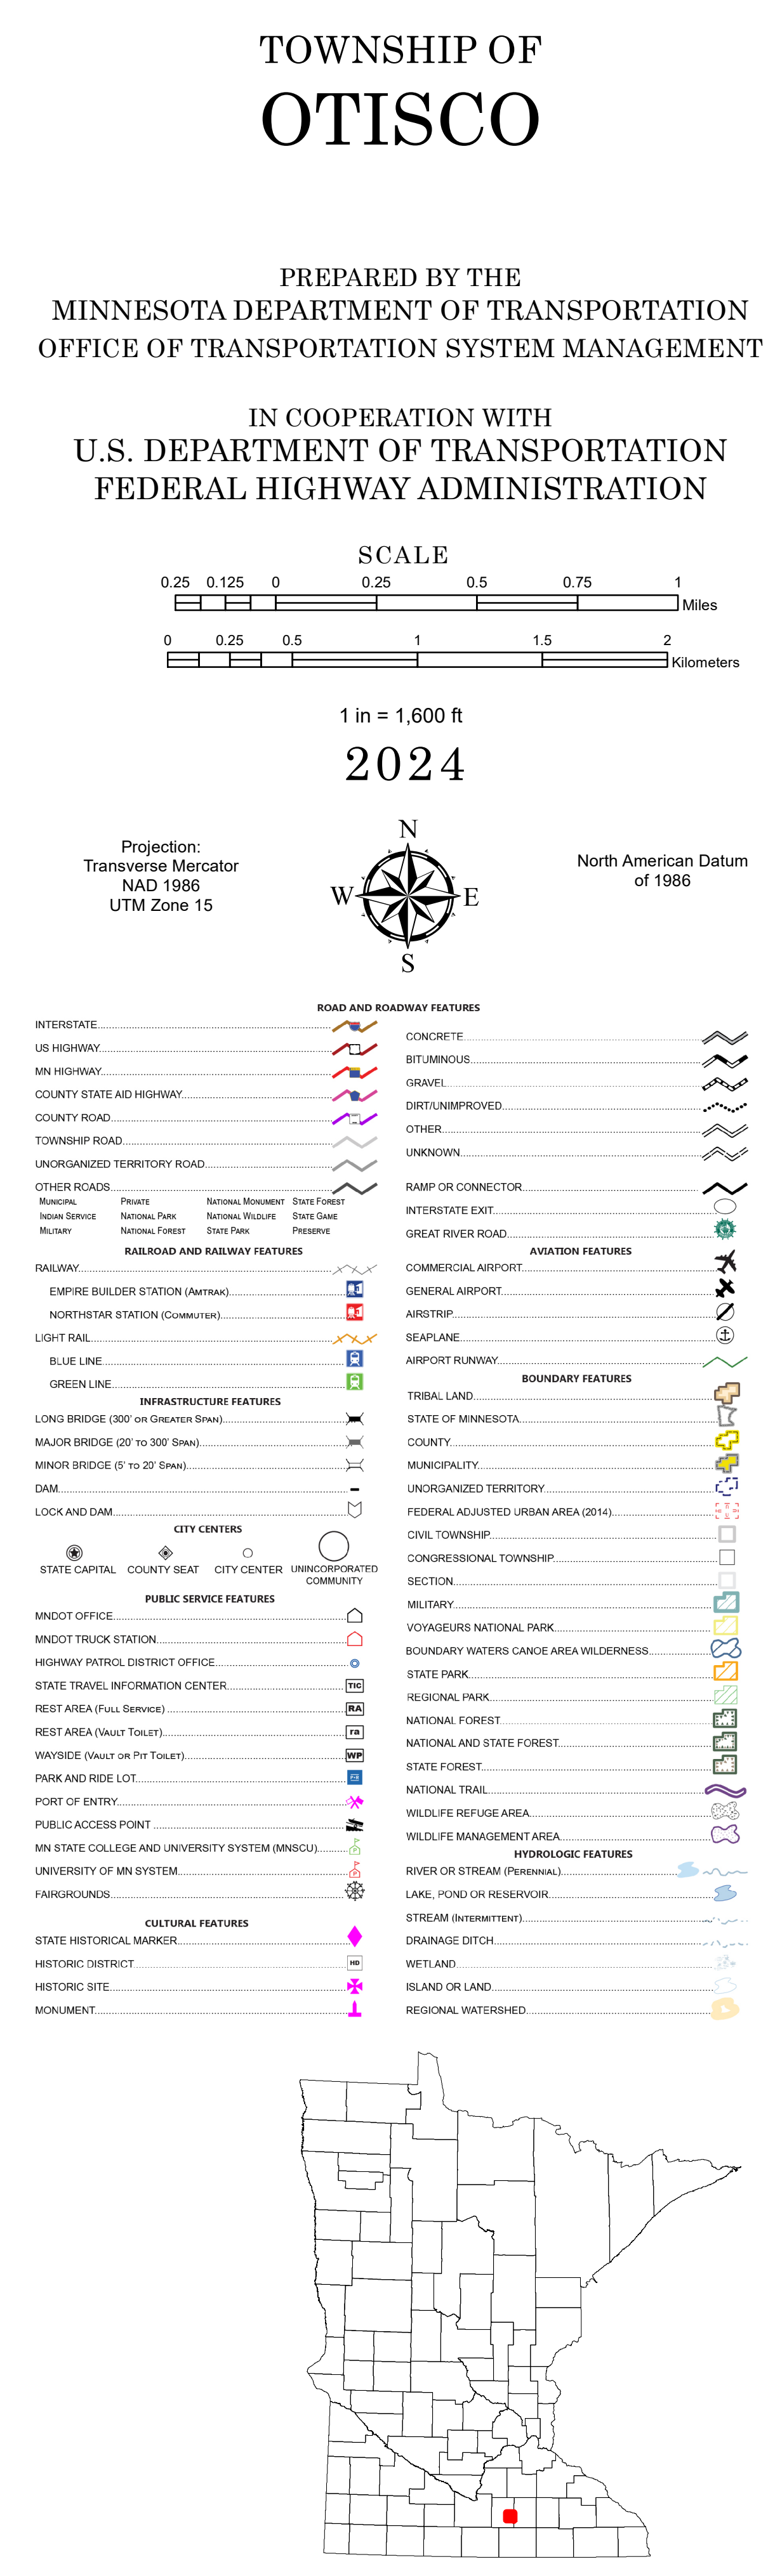 TOWNSHIP OF
OTISCO
PREPARED BY THE
MINNESOTA DEPARTMENT OF TRANSPORTATION
OFFICE OF TRANSPORTATION SYSTEM MANAGEMENT
IN COOPERATION WITH
U.S. DEPARTMENT OF TRANSPORTATION
FEDERAL HIGHWAY ADMINISTRATION
SCALE
0.25 0.125 0 0.25 0.5 0.75 1
Miles
0 0.25 0.5 1 1.5 2
Kilometers
1 in = 1,600 ft
2024
Projection:
Transverse Mercator
NAD 1986
UTM Zone 15
N
W E
S
North American Datum
of 1986
ROAD AND ROADWAY FEATURES
INTERSTATE
US HIGHWAY
MN HIGHWAY
COUNTY STATE AID HIGHWAY
COUNTY ROAD
TOWNSHIP ROAD
UNORGANIZED TERRITORY ROAD
OTHER ROADS
MUNICIPAL PRIVATE NATIONAL MONUMENT STATE FOREST
INDIAN SERVICE NATIONAL PARK NATIONAL WILDLIFE STATE GAME
MILITARY NATIONAL FOREST STATE PARK PRESERVE
CONCRETE
BITUMINOUS
GRAVEL
DIRT/UNIMPROVED
OTHER
UNKNOWN
RAMP OR CONNECTOR
INTERSTATE EXIT
GREAT RIVER ROAD
RAILROAD AND RAILWAY FEATURES
RAILWAY
EMPIRE BUILDER STATION (AMTRAK)
NORTHSTAR STATION (COMMUTER)
LIGHT RAIL
BLUE LINE
GREEN LINE
INFRASTRUCTURE FEATURES
LONG BRIDGE (300' OR GREATER SPAN)
MAJOR BRIDGE (20' TO 300' SPAN)
MINOR BRIDGE (5' TO 20' SPAN)
DAM
LOCK AND DAM
CITY CENTERS
STATE CAPITAL COUNTY SEAT CITY CENTER UNINCORPORATED
COMMUNITY
PUBLIC SERVICE FEATURES
MNDOT OFFICE
MNDOT TRUCK STATION
HIGHWAY PATROL DISTRICT OFFICE
STATE TRAVEL INFORMATION CENTER TIC
REST AREA (FULL SERVICE) RA
REST AREA (VAULT TOILET) ra
WAYSIDE (VAULT OR PIT TOILET) WP
PARK AND RIDE LOT
PORT OF ENTRY
PUBLIC ACCESS POINT
MN STATE COLLEGE AND UNIVERSITY SYSTEM (MNSCU)
UNIVERSITY OF MN SYSTEM
FAIRGROUNDS
CULTURAL FEATURES
STATE HISTORICAL MARKER
HISTORIC DISTRICT HD
HISTORIC SITE
MONUMENT
AVIATION FEATURES
COMMERCIAL AIRPORT
GENERAL AIRPORT
AIRSTRIP
SEAPLANE
AIRPORT RUNWAY
BOUNDARY FEATURES
TRIBAL LAND
STATE OF MINNESOTA
COUNTY
MUNICIPALITY
UNORGANIZED TERRITORY
FEDERAL ADJUSTED URBAN AREA (2014)
CIVIL TOWNSHIP
CONGRESSIONAL TOWNSHIP
SECTION
MILITARY
VOYAGEURS NATIONAL PARK
BOUNDARY WATERS CANOE AREA WILDERNESS
STATE PARK
REGIONAL PARK
NATIONAL FOREST
NATIONAL AND STATE FOREST
STATE FOREST
NATIONAL TRAIL
WILDLIFE REFUGE AREA
WILDLIFE MANAGEMENT AREA
HYDROLOGIC FEATURES
RIVER OR STREAM (PERENNIAL)
LAKE, POND OR RESERVOIR
STREAM (INTERMITTENT)
DRAINAGE DITCH
WETLAND
ISLAND OR LAND
REGIONAL WATERSHED